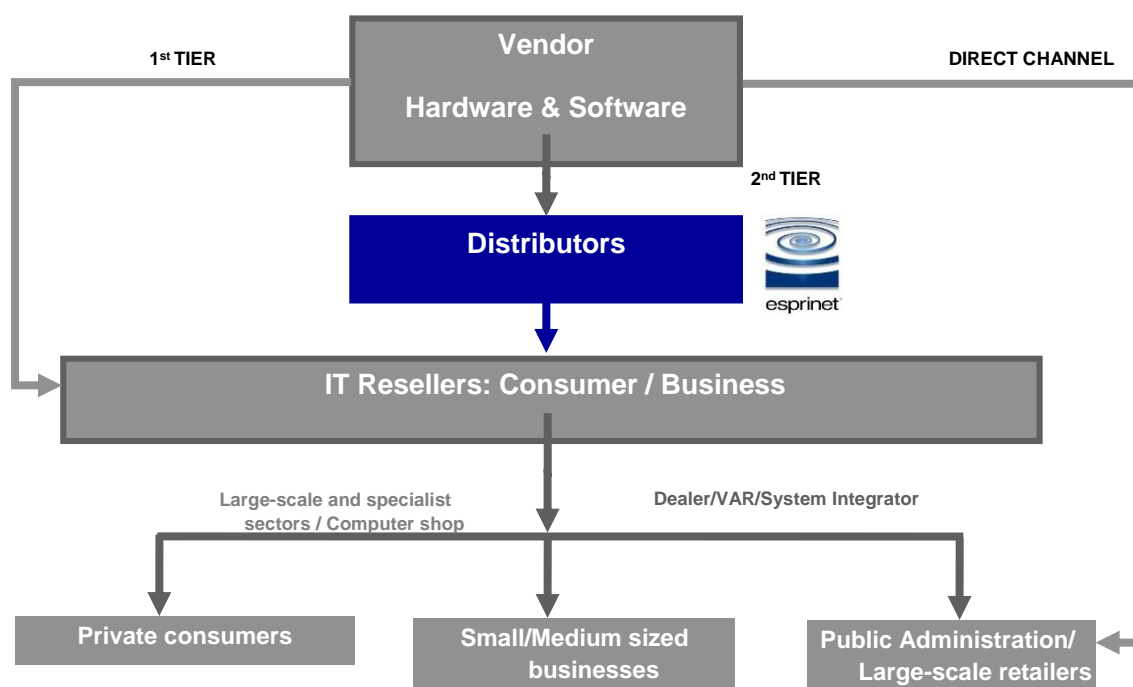 Vendor
1st TIER
DIRECT CHANNEL
Hardware & Software
2nd TIER
Distributors
esprinet
IT Resellers: Consumer / Business
Large-scale and specialist
sectors / Computer shop
Dealer/VAR/System Integrator
Private consumers
Small/Medium sized
businesses
Public Administration/
Large-scale retailers